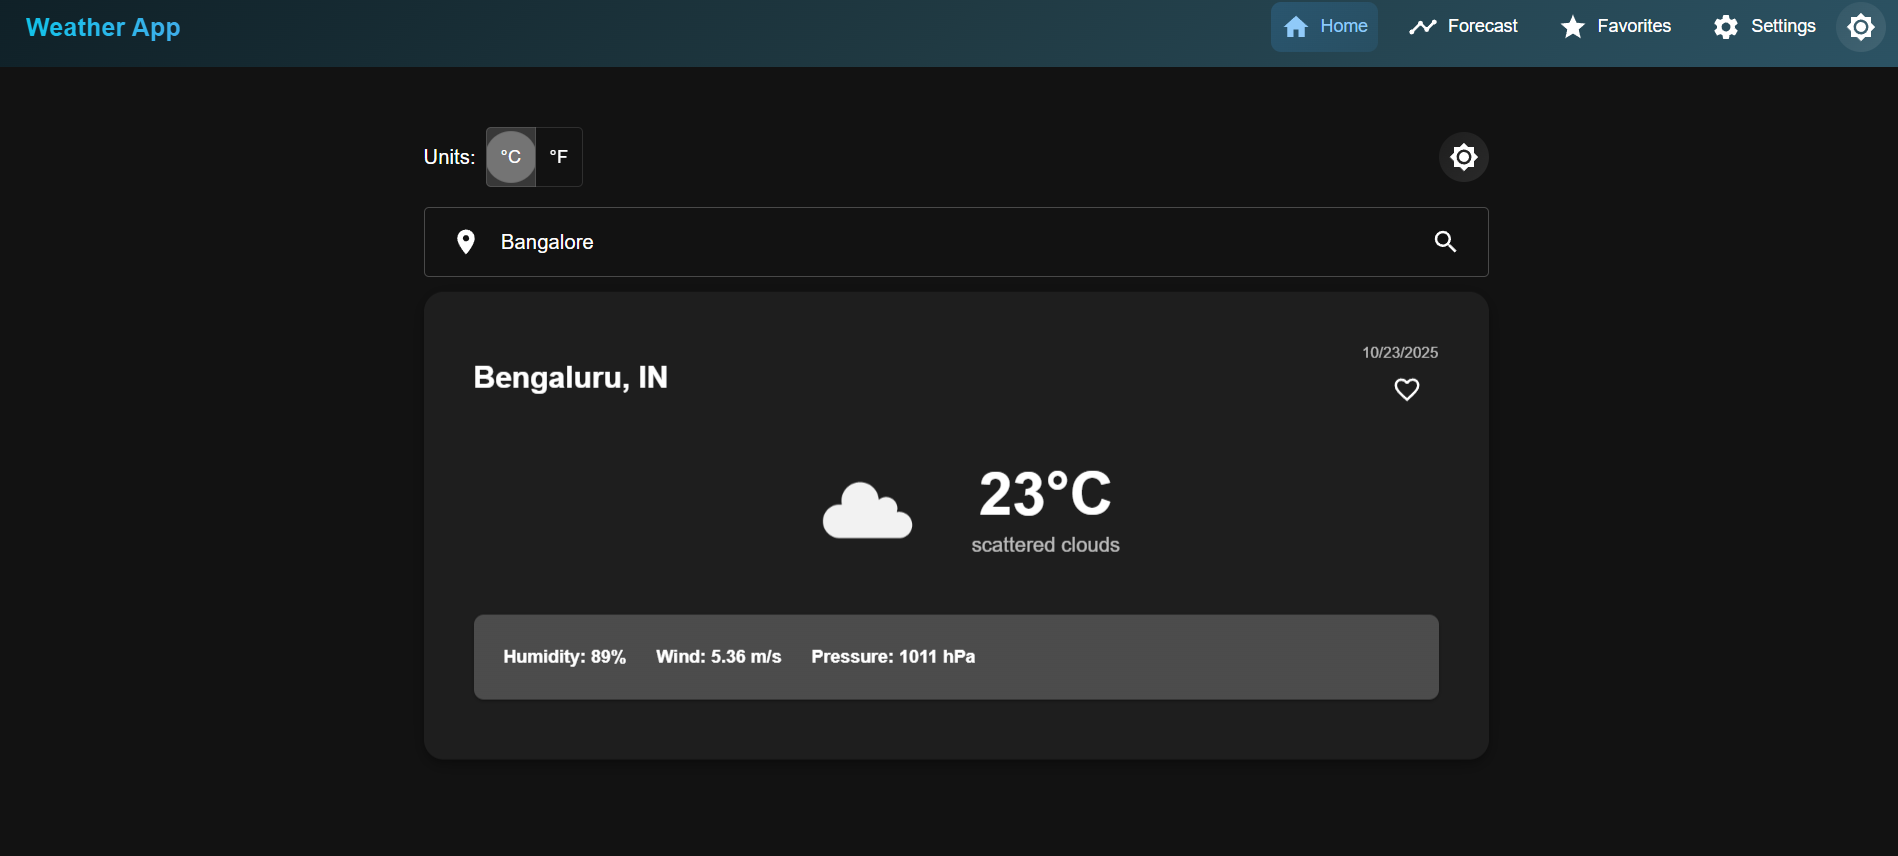 Weather App
Home Forecast Favorites Settings
Units: °C °F
Bangalore
10/23/2025
Bengaluru, IN
23°C
scattered clouds
Humidity: 89% Wind: 5.36 m/s Pressure: 1011 hPa